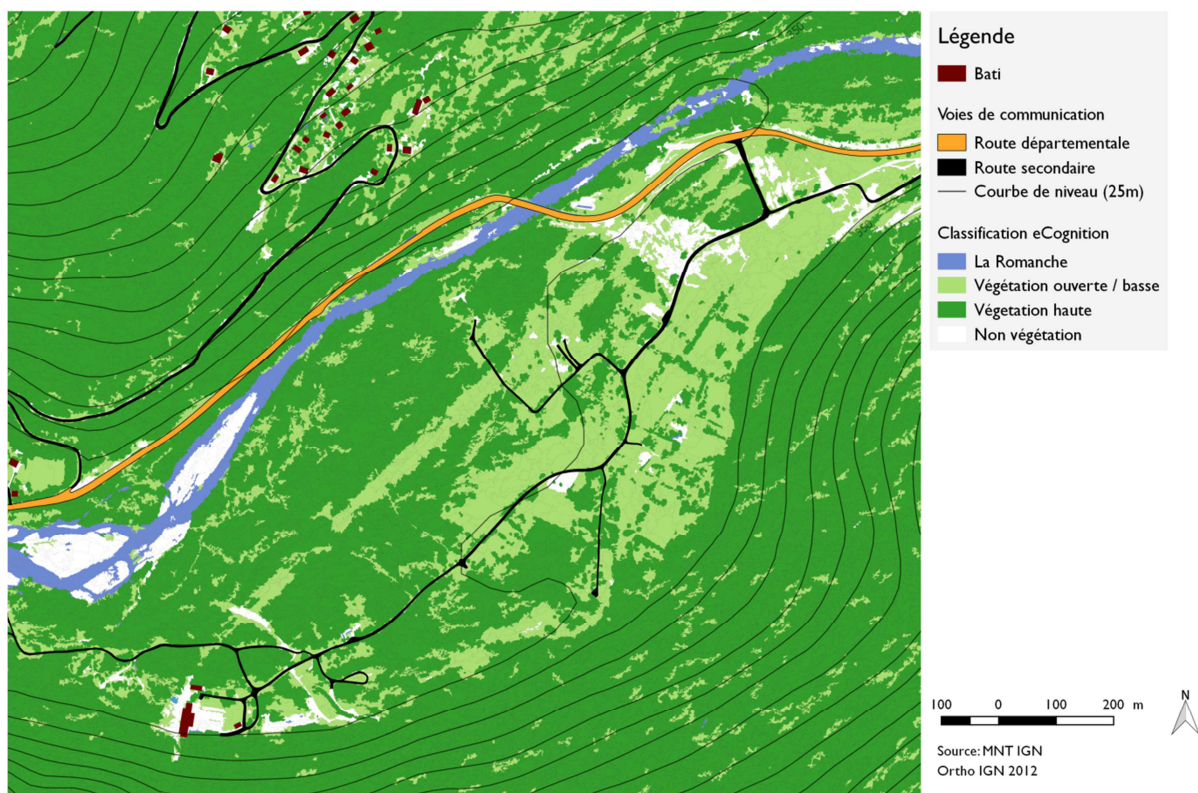 Légende
Bati
Voies de communication
Route départementale
Route secondaire
Courbe de niveau (25m)
Classification eCognition
La Romanche
Végétation ouverte / basse
Végetation haute
Non végétation
100 0 100 200 m
N
Source: MNT IGN
Ortho IGN 2012